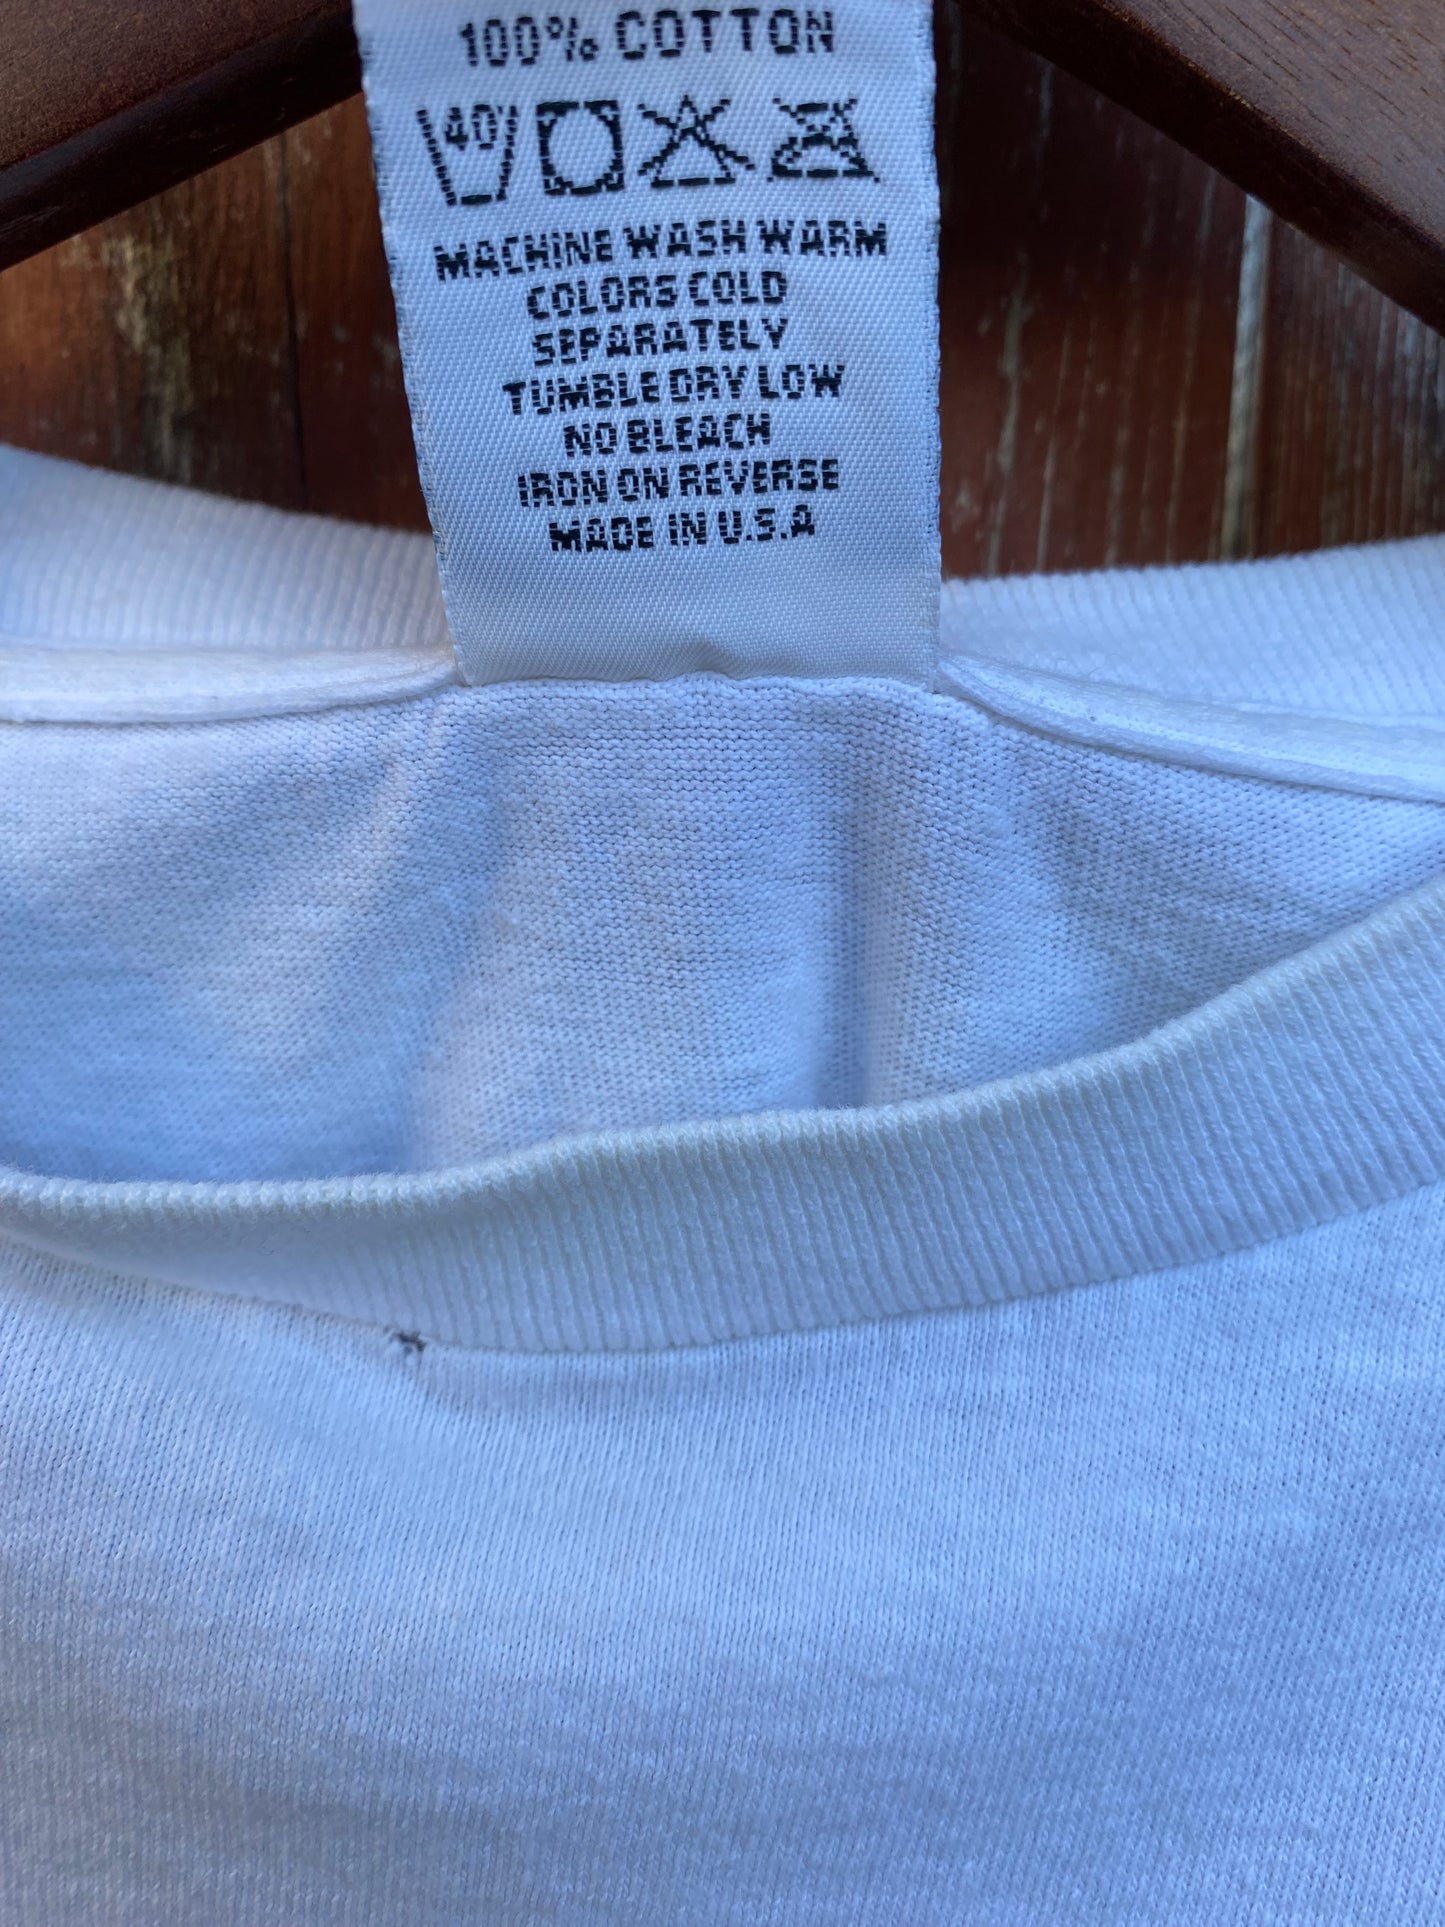 100% COTTON
40°
MACHINE WASH WARM
COLORS COLD
SEPARATELY
TUMBLE DRY LOW
NO BLEACH
IRON ON REVERSE
MADE IN U.S.A